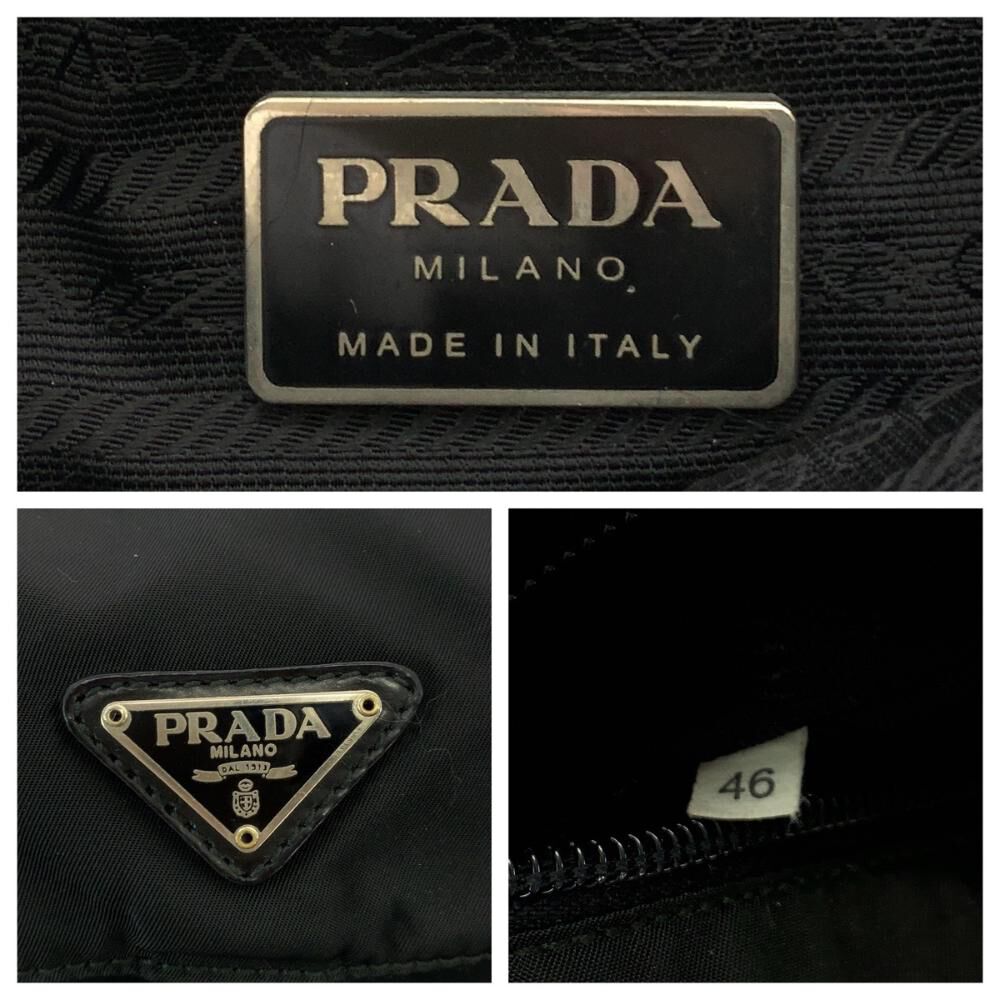 PRADA
MILANO
MADE IN ITALY
PRADA
MILANO
DAL 1913
46